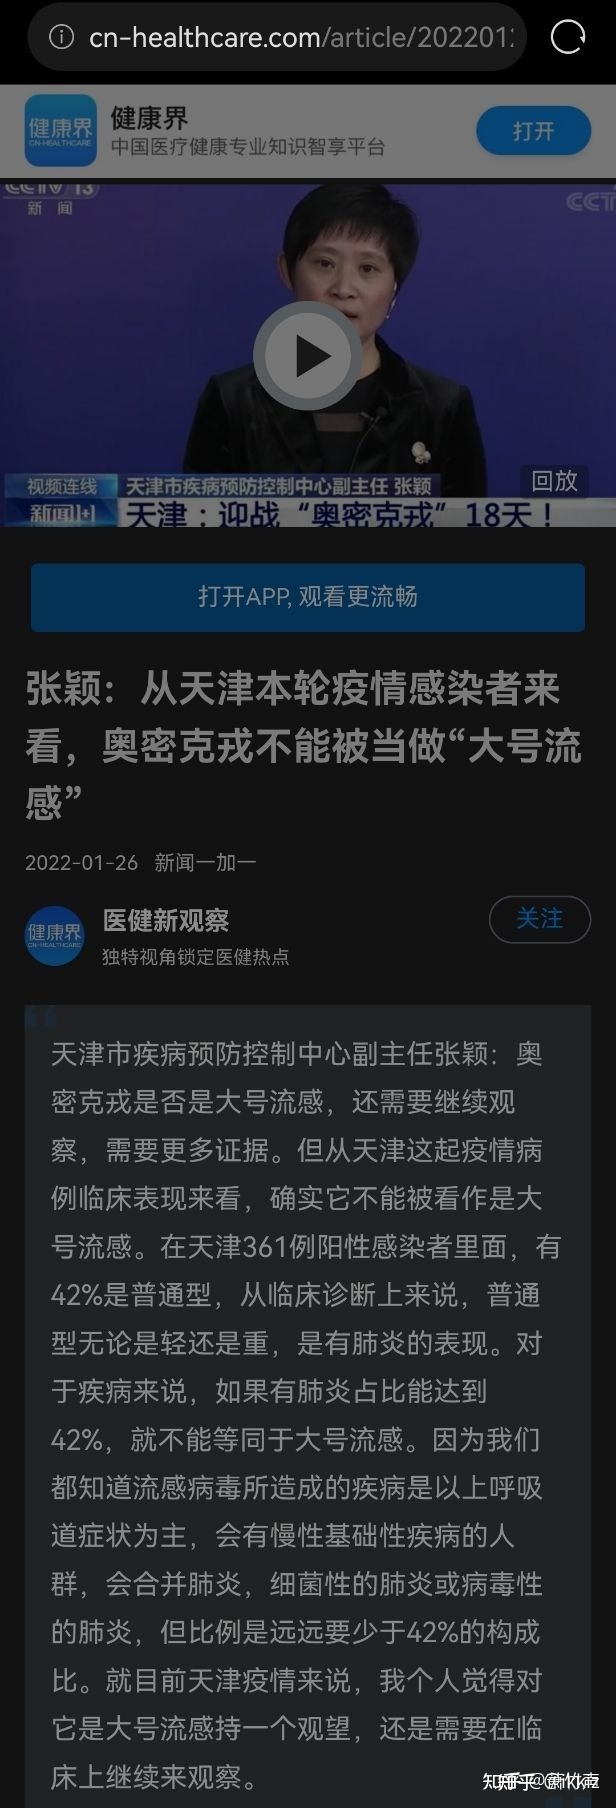 cn-healthcare.com/article/202201
健康界
CN-HEALTHCARE
健康界
中国医疗健康专业知识智享平台
打开
CCTV 13
新闻
CCT
回放
视频连线
天津市疾病预防控制中心副主任 张颖
新闻1+1
天津：迎战“奥密克戎”18天！
打开APP, 观看更流畅
张颖：从天津本轮疫情感染者来
看，奥密克戎不能被当做“大号流
感”
2022-01-26 新闻一加一
健康界
CN-HEALTHCARE
医健新观察
独特视角锁定医健热点
关注
天津市疾病预防控制中心副主任张颖：奥
密克戎是否是大号流感，还需要继续观
察，需要更多证据。但从天津这起疫情病
例临床表现来看，确实它不能被看作是大
号流感。在天津361例阳性感染者里面，有
42%是普通型，从临床诊断上来说，普通
型无论是轻还是重，是有肺炎的表现。对
于疾病来说，如果有肺炎占比能达到
42%，就不能等同于大号流感。因为我们
都知道流感病毒所造成的疾病是以上呼吸
道症状为主，会有慢性基础性疾病的人
群，会合并肺炎，细菌性的肺炎或病毒性
的肺炎，但比例是远远要少于42%的构成
比。就目前天津疫情来说，我个人觉得对
它是大号流感持一个观望，还是需要在临
床上继续来观察。
知乎